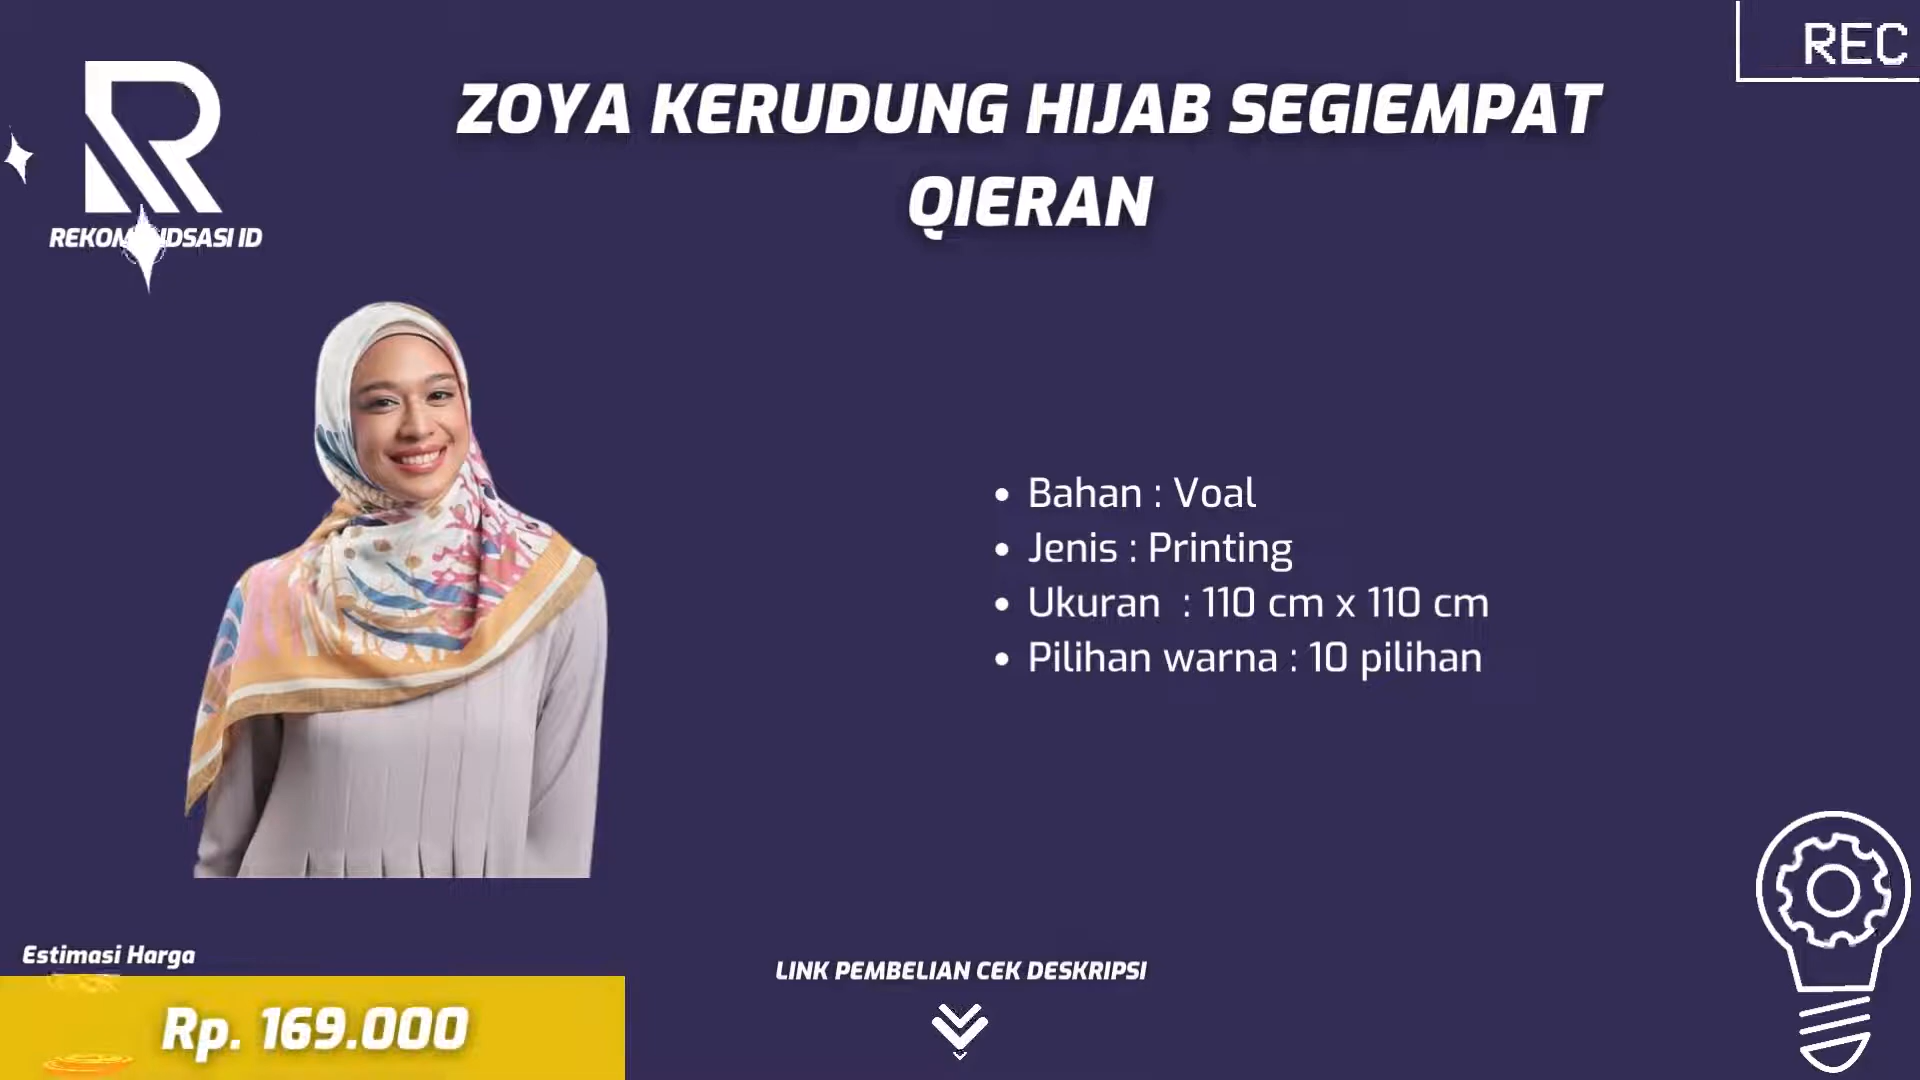 REC
ZOYA KERUDUNG HIJAB SEGIEMPAT
QIERAN
ID
• Bahan : Voal
• Jenis : Printing
• Ukuran : 110 cm x 110 cm
• Pilihan warna : 10 pilihan
Estimasi Harga
Rp. 169.000
LINK PEMBELIAN CEK DESKRIPSI